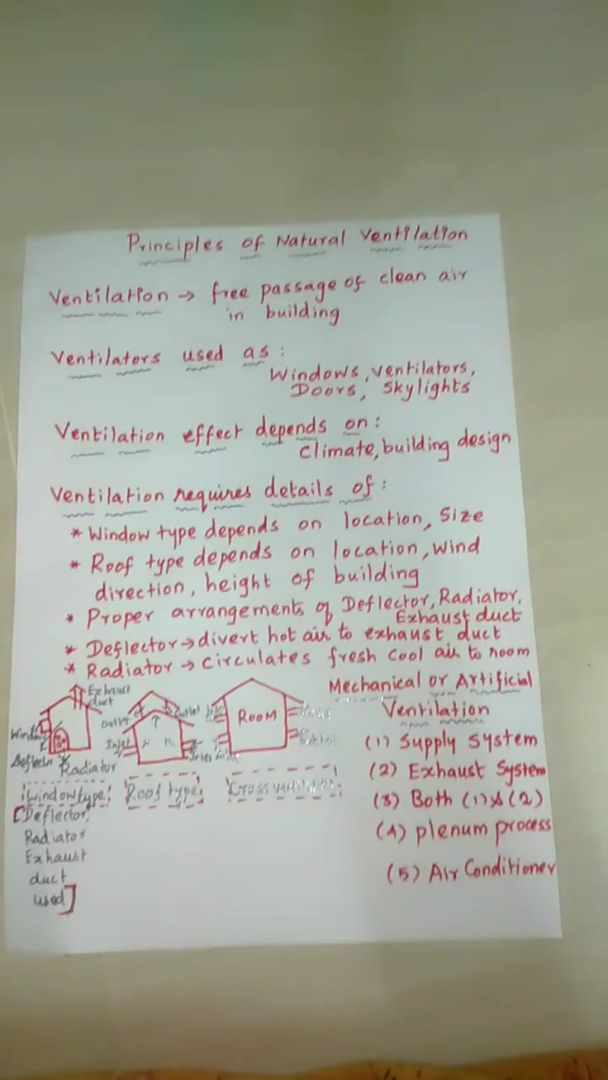 Principles of Natural Ventilation
Ventilation → free passage of clean air
in building
Ventilators used as :
Windows, Ventilators,
Doors, Skylights
Ventilation effect depends on :
Climate, building design
Ventilation requires details of :
* Window type depends on location, Size
* Roof type depends on location, wind
direction, height of building
* Proper arrangements of Deflector, Radiator,
Exhaust duct
* Deflector → divert hot air to exhaust duct
* Radiator → circulates fresh cool air to room
Exhaust
duct
Window
Deflector
Radiator
Window type
[Deflector,
Radiator
Exhaust
duct
used]
Outlet
Outlet
Inlet
Roof type
ROOM
Cross
Mechanical or Artificial
Ventilation
(1) Supply System
(2) Exhaust System
(3) Both (1) & (2)
(4) plenum process
(5) Air Conditioner